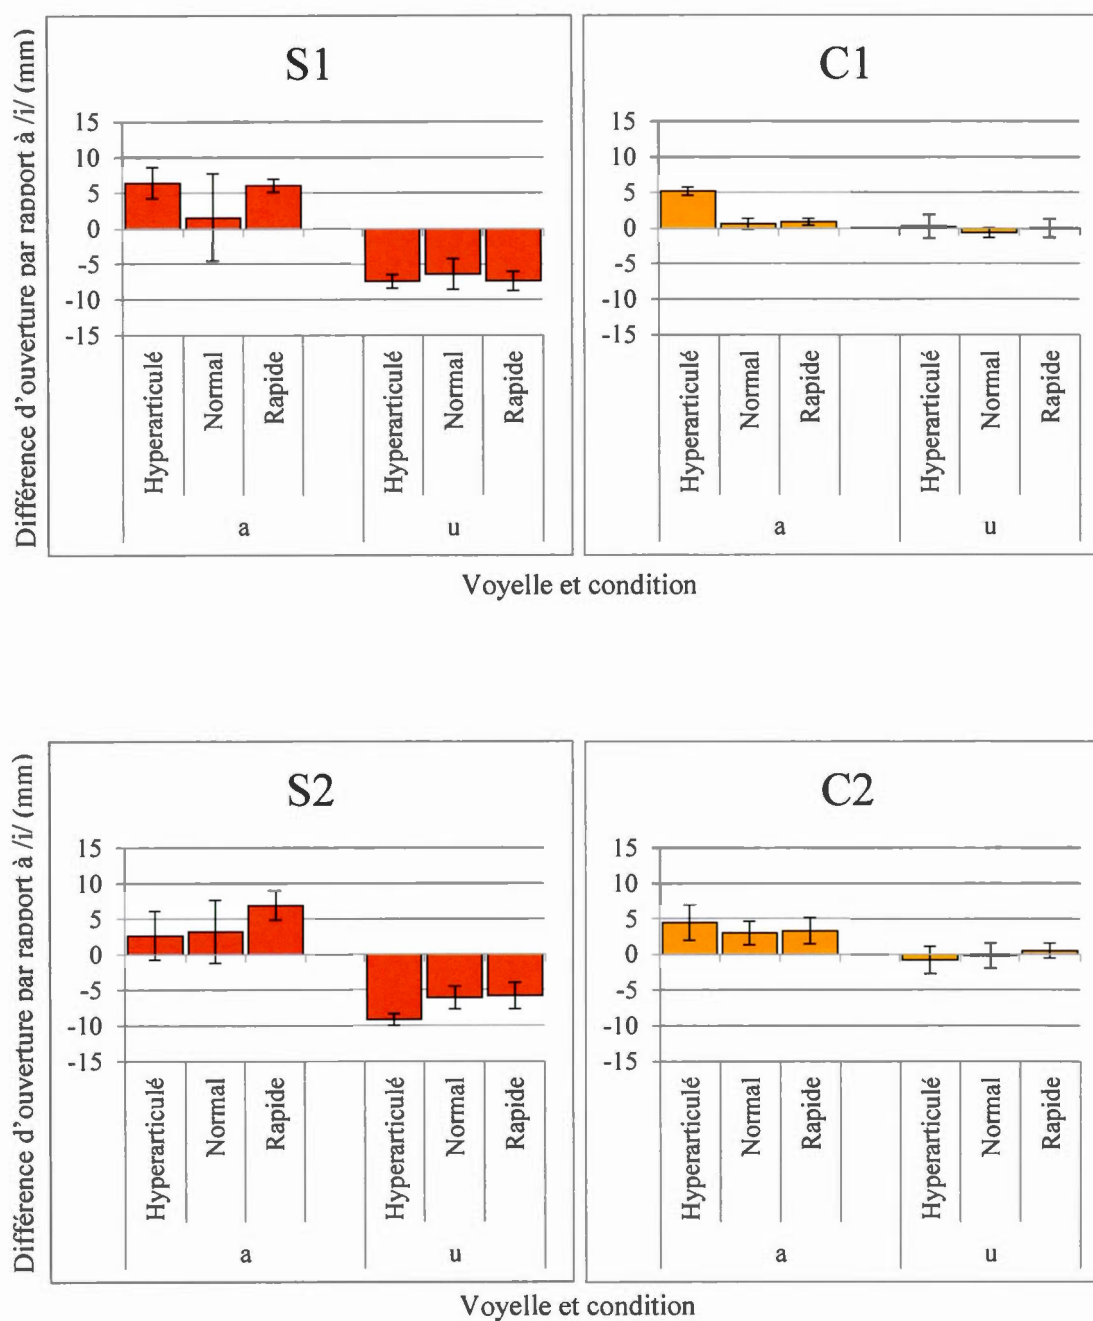 Différence d'ouverture par rapport à /i/ (mm)
S1
15
10
5
0
-5
-10
-15
Hyperarticulé
Normal
Rapide
Hyperarticulé
Normal
Rapide
a
u
C1
15
10
5
0
-5
-10
-15
Hyperarticulé
Normal
Rapide
Hyperarticulé
Normal
Rapide
a
u
Voyelle et condition
Différence d'ouverture par rapport à /i/ (mm)
S2
15
10
5
0
-5
-10
-15
Hyperarticulé
Normal
Rapide
Hyperarticulé
Normal
Rapide
a
u
C2
15
10
5
0
-5
-10
-15
Hyperarticulé
Normal
Rapide
Hyperarticulé
Normal
Rapide
a
u
Voyelle et condition